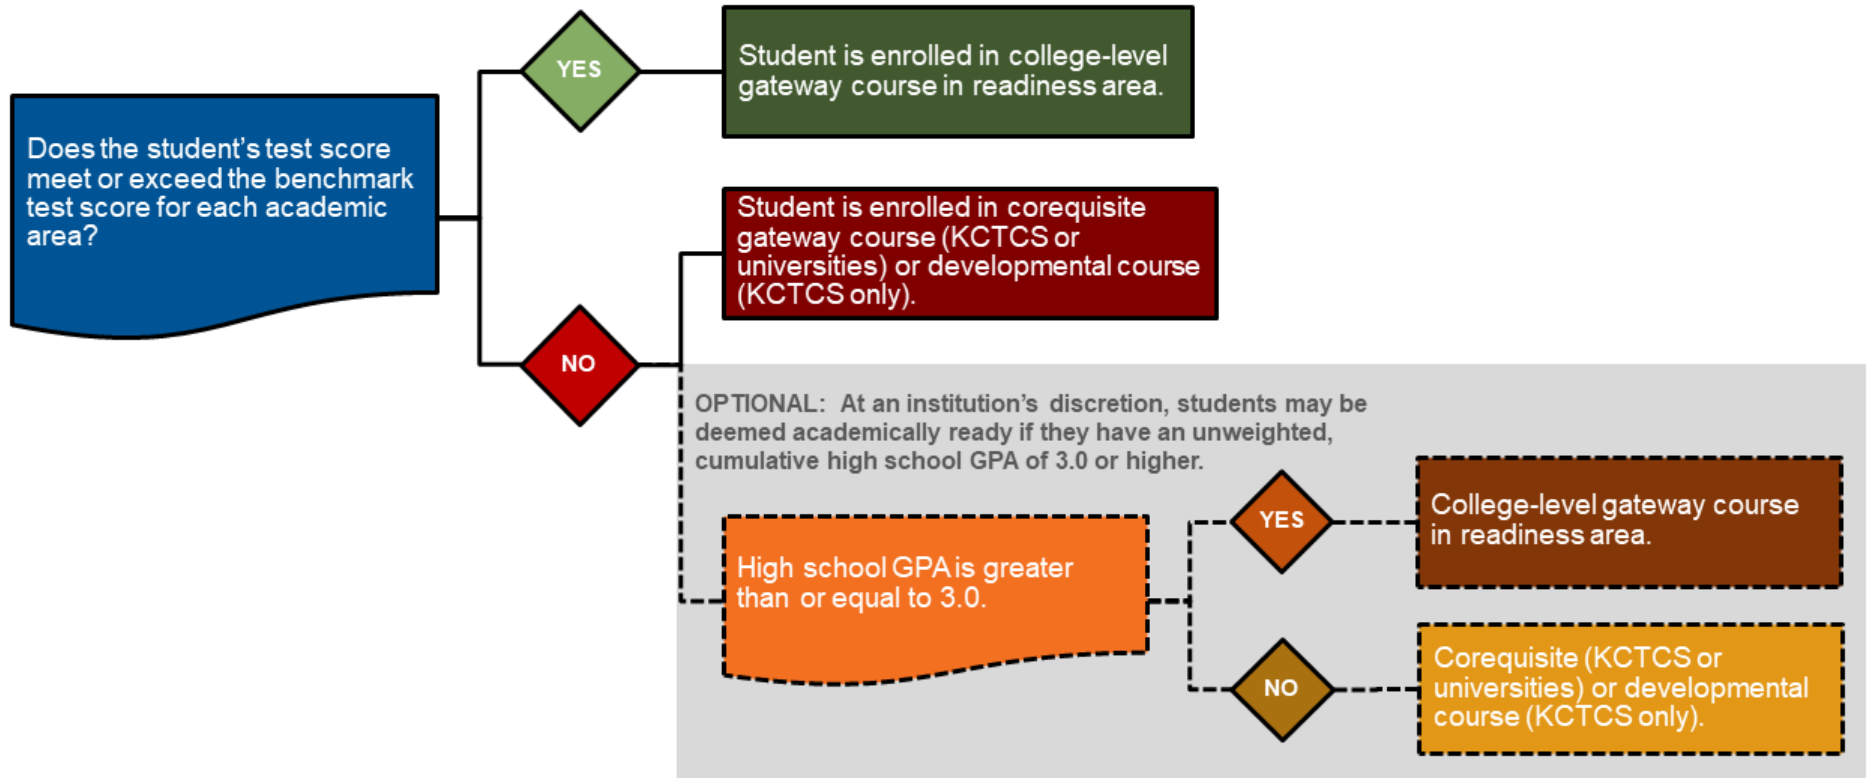 Does the student's test score
meet or exceed the benchmark
test score for each academic
area?
YES
Student is enrolled in college-level
gateway course in readiness area.
NO
Student is enrolled in corequisite
gateway course (KCTCS or
universities) or developmental course
(KCTCS only).
OPTIONAL:  At an institution's discretion, students may be
deemed academically ready if they have an unweighted,
cumulative high school GPA of 3.0 or higher.
High school GPA is greater
than or equal to 3.0.
YES
College-level gateway course
in readiness area.
NO
Corequisite (KCTCS or
universities) or developmental
course (KCTCS only).